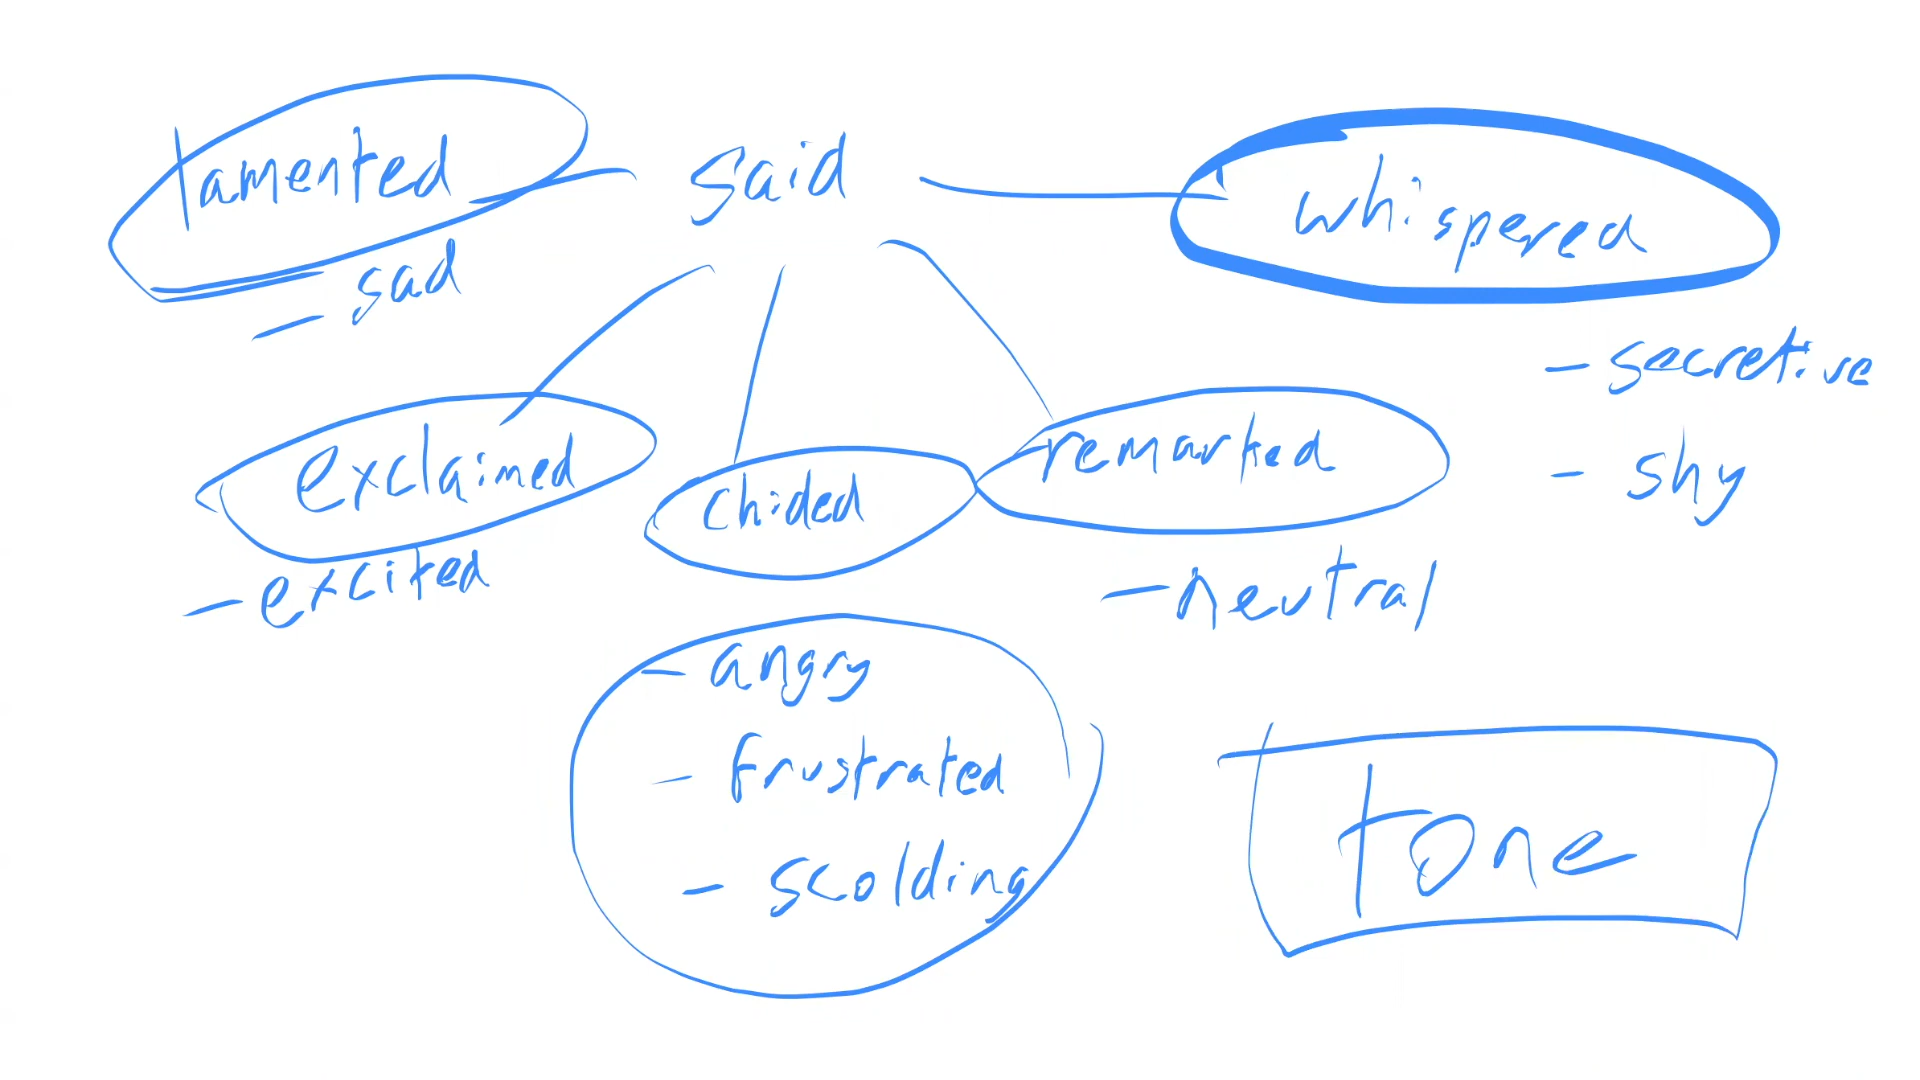 lamented
said
whispered
- sad
- secretive
- shy
exclaimed
chided
remarked
- excited
- neutral
- angry
- frustrated
- scolding
tone